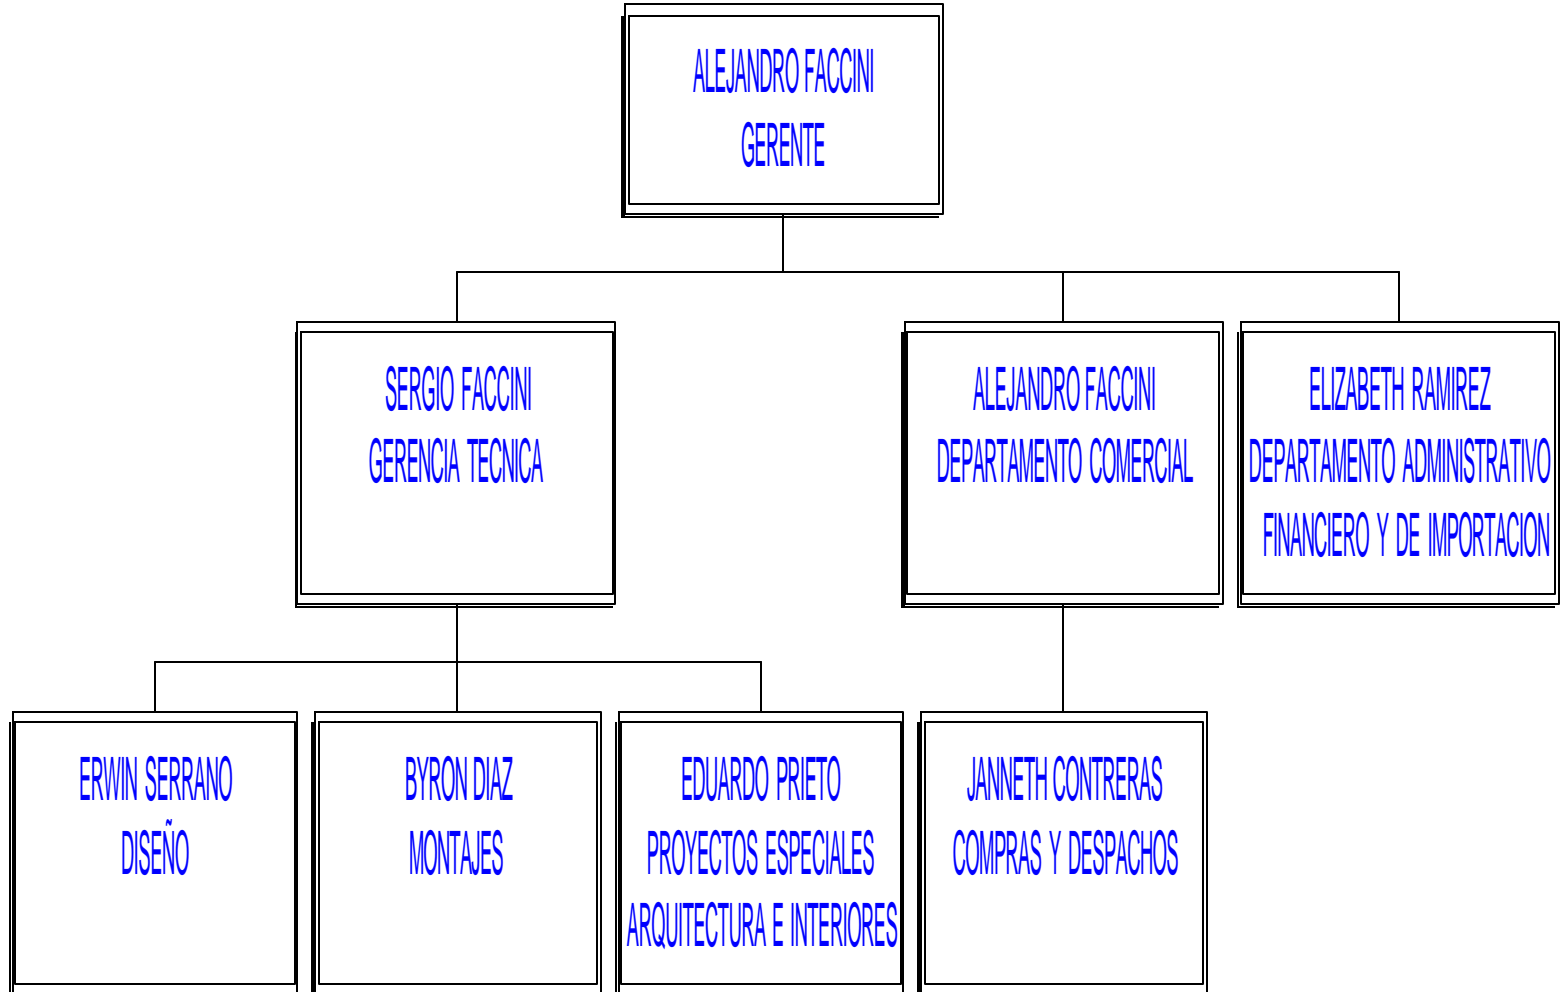 ALEJANDRO FACCINI
GERENTE
SERGIO FACCINI
GERENCIA TECNICA
ALEJANDRO FACCINI
DEPARTAMENTO COMERCIAL
ELIZABETH RAMIREZ
DEPARTAMENTO ADMINISTRATIVO
FINANCIERO Y DE IMPORTACION
ERWIN SERRANO
DISEÑO
BYRON DIAZ
MONTAJES
EDUARDO PRIETO
PROYECTOS ESPECIALES
ARQUITECTURA E INTERIORES
JANNETH CONTRERAS
COMPRAS Y DESPACHOS